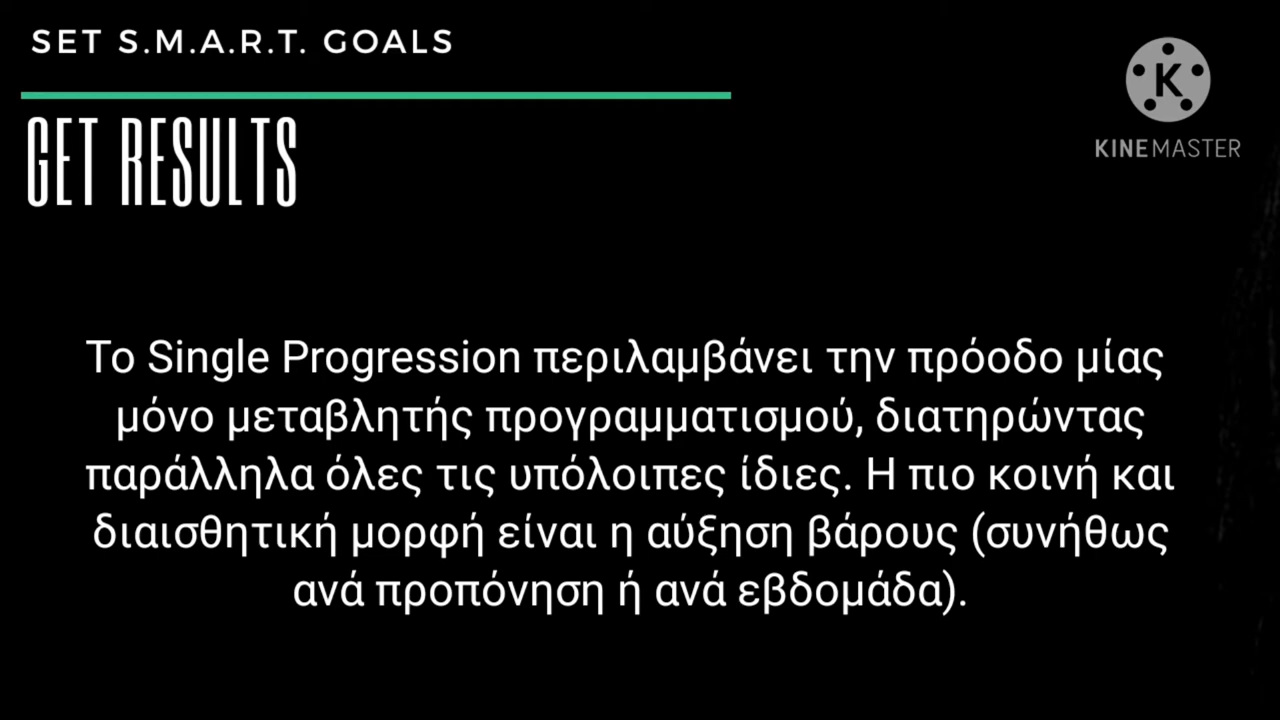 SET S.M.A.R.T. GOALS
GET RESULTS
K
KINEMASTER
Το Single Progression περιλαμβάνει την πρόοδο μίας
μόνο μεταβλητής προγραμματισμού, διατηρώντας
παράλληλα όλες τις υπόλοιπες ίδιες. Η πιο κοινή και
διαισθητική μορφή είναι η αύξηση βάρους (συνήθως
ανά προπόνηση ή ανά εβδομάδα).